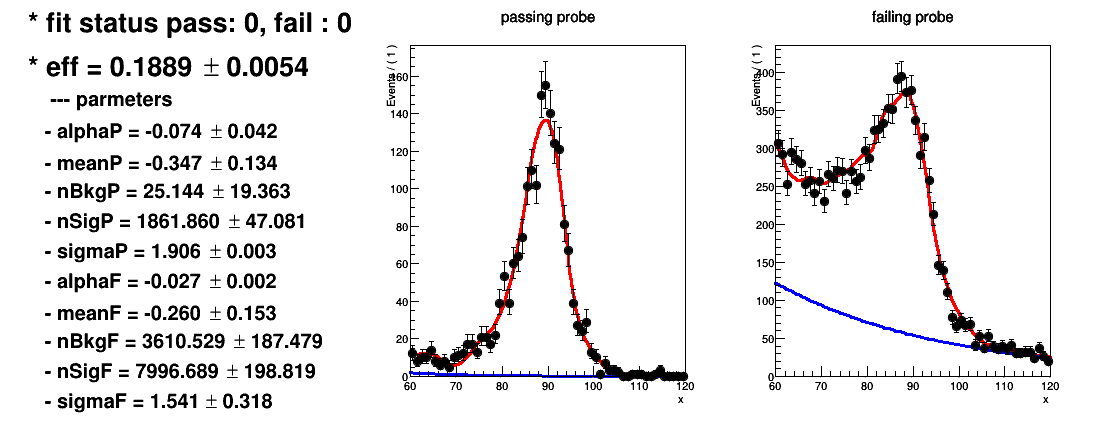 * fit status pass: 0, fail : 0
* eff = 0.1889 ± 0.0054
--- parmeters
- alphaP = -0.074 ± 0.042
- meanP = -0.347 ± 0.134
- nBkgP = 25.144 ± 19.363
- nSigP = 1861.860 ± 47.081
- sigmaP = 1.906 ± 0.003
- alphaF = -0.027 ± 0.002
- meanF = -0.260 ± 0.153
- nBkgF = 3610.529 ± 187.479
- nSigF = 7996.689 ± 198.819
- sigmaF = 1.541 ± 0.318
passing probe
Events / ( 1 )
160
140
120
100
80
60
40
20
0
60 70 80 90 100 110 120
x
failing probe
Events / ( 1 )
400
350
300
250
200
150
100
50
0
60 70 80 90 100 110 120
x